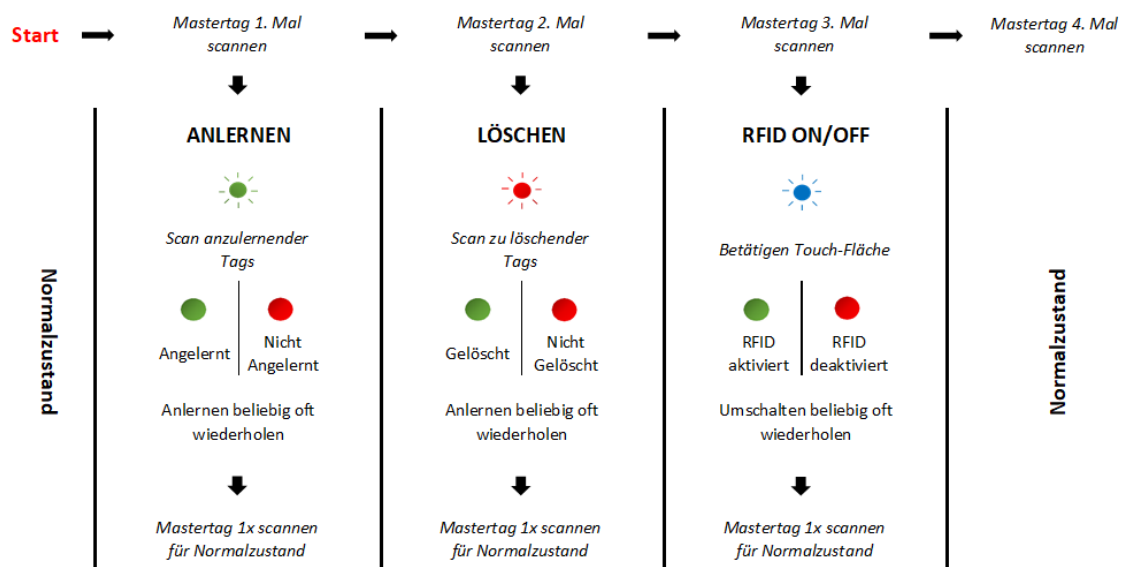 Start
Mastertag 1. Mal
scannen
Mastertag 2. Mal
scannen
Mastertag 3. Mal
scannen
Mastertag 4. Mal
scannen
Normalzustand
ANLERNEN
Scan anzulernender
Tags
Angelernt
Nicht
Angelernt
Anlernen beliebig oft
wiederholen
Mastertag 1x scannen
für Normalzustand
LÖSCHEN
Scan zu löschender
Tags
Gelöscht
Nicht
Gelöscht
Anlernen beliebig oft
wiederholen
Mastertag 1x scannen
für Normalzustand
RFID ON/OFF
Betätigen Touch-Fläche
RFID
aktiviert
RFID
deaktiviert
Umschalten beliebig oft
wiederholen
Mastertag 1x scannen
für Normalzustand
Normalzustand